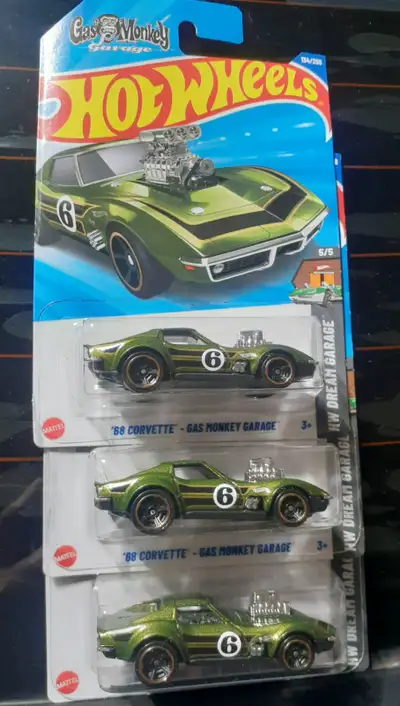 Gas Monkey
garage
134/250
HOT WHEELS
6
5/5
HW DREAM GARAGE
6
MATTEL
'68 CORVETTE - GAS MONKEY GARAGE
3+
6
HW DREAM GARAGE
MATTEL
'68 CORVETTE - GAS MONKEY GARAGE
3+
6
HW DREAM GARAG
MATTEL